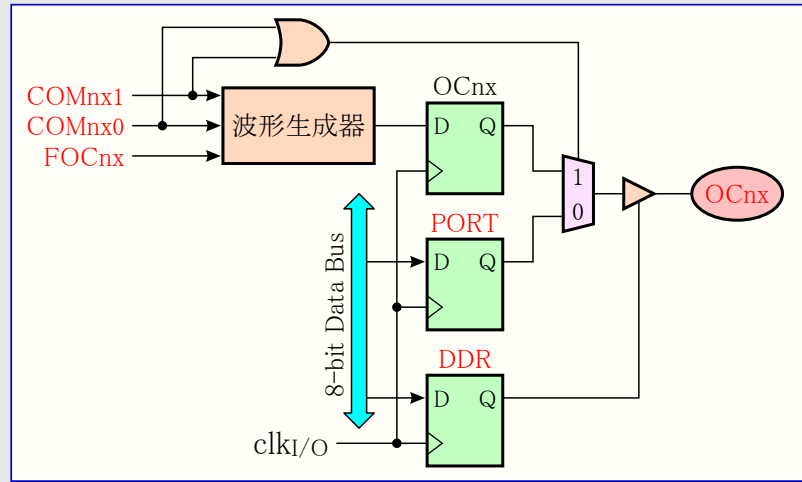 COMnx1
COMnx0
FOCnx
波形生成器
OCnx
D Q
1
0
OCnx
PORT
D Q
8-bit Data Bus
DDR
D Q
clkI/O